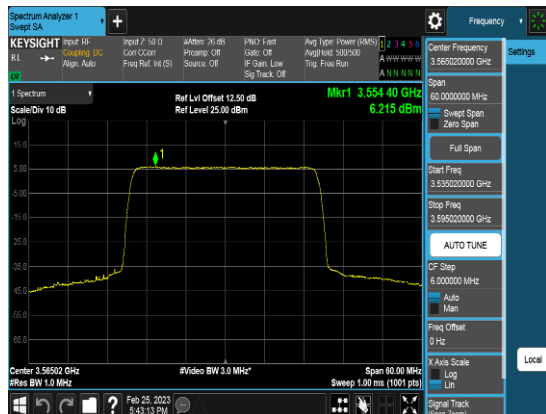 Spectrum Analyzer 1
Swept SA
+
Frequency
KEYSIGHT
Input: RF
Coupling: DC
Align: Auto
RL
Input Z: 50 Ω
Corr CCorr
Freq Ref: Int (S)
#Atten: 26 dB
Preamp: Off
Source: Off
PNO: Fast
Gate: Off
IF Gain: Low
Sig Track: Off
Avg Type: Power (RMS)
Avg|Hold: 500/500
Trig: Free Run
1 2 3 4 5 6
A W W W W W
A N N N N N
LV
1 Spectrum
Scale/Div 10 dB
Log
Ref Lvl Offset 12.50 dB
Ref Level 25.00 dBm
Mkr1 3.554 40 GHz
6.215 dBm
1
15.0
5.00
-5.00
-15.0
-25.0
-35.0
-45.0
-55.0
-65.0
Center 3.56502 GHz
#Res BW 1.0 MHz
#Video BW 3.0 MHz*
Span 60.00 MHz
Sweep 1.00 ms (1001 pts)
Feb 25, 2023
5:43:13 PM
Center Frequency
3.565020000 GHz
Settings
Span
60.0000000 MHz
Swept Span
Zero Span
Full Span
Start Freq
3.535020000 GHz
Stop Freq
3.595020000 GHz
AUTO TUNE
CF Step
6.000000 MHz
Auto
Man
Freq Offset
0 Hz
X Axis Scale
Log
Lin
Local
Signal Track
(Span Zoom)